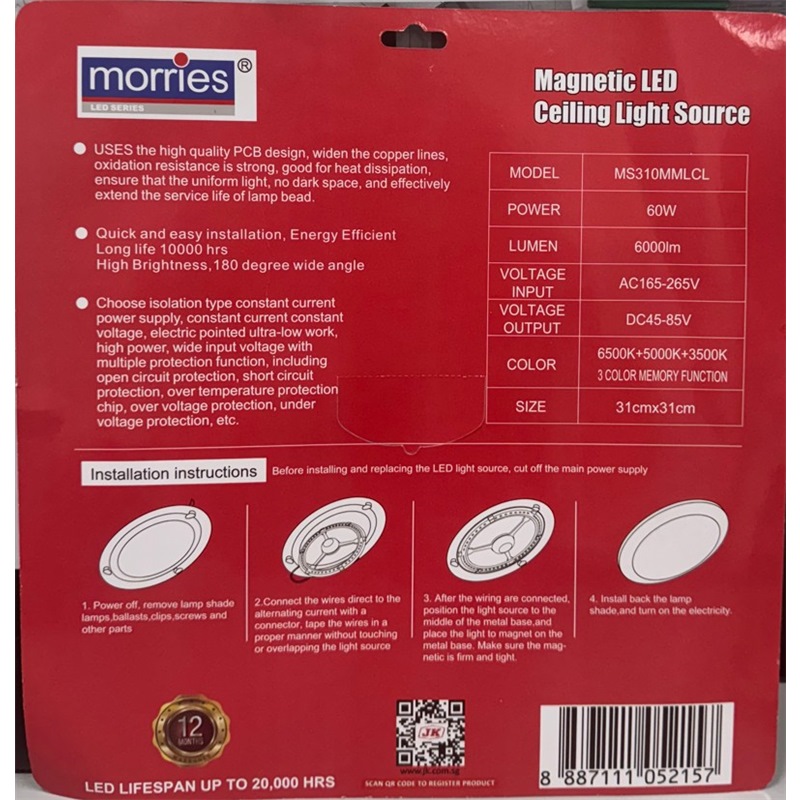 morries®
LED SERIES
Magnetic LED
Ceiling Light Source
USES the high quality PCB design, widen the copper lines,
oxidation resistance is strong, good for heat dissipation,
ensure that the uniform light, no dark space, and effectively
extend the service life of lamp bead.
Quick and easy installation, Energy Efficient
Long life 10000 hrs
High Brightness,180 degree wide angle
Choose isolation type constant current
power supply, constant current constant
voltage, electric pointed ultra-low work,
high power, wide input voltage with
multiple protection function, including
open circuit protection, short circuit
protection, over temperature protection
chip, over voltage protection, under
voltage protection, etc.
MODEL MS310MMLCL
POWER 60W
LUMEN 6000lm
VOLTAGE
INPUT AC165-265V
VOLTAGE
OUTPUT DC45-85V
COLOR 6500K+5000K+3500K
3 COLOR MEMORY FUNCTION
SIZE 31cmx31cm
Installation instructions
Before installing and replacing the LED light source, cut off the main power supply
1. Power off, remove lamp shade
lamps,ballasts,clips,screws and
other parts
2.Connect the wires direct to the
alternating current with a
connector, tape the wires in a
proper manner without touching
or overlapping the light source
3. After the wiring are connected,
position the light source to the
middle of the metal base,and
place the light to magnet on the
metal base. Make sure the mag-
netic is firm and tight.
4. Install back the lamp
shade,and turn on the electricity.
12
MONTHS
LED LIFESPAN UP TO 20,000 HRS
JK
www.jk.com.sg
SCAN QR CODE TO REGISTER PRODUCT
8 887111 052157